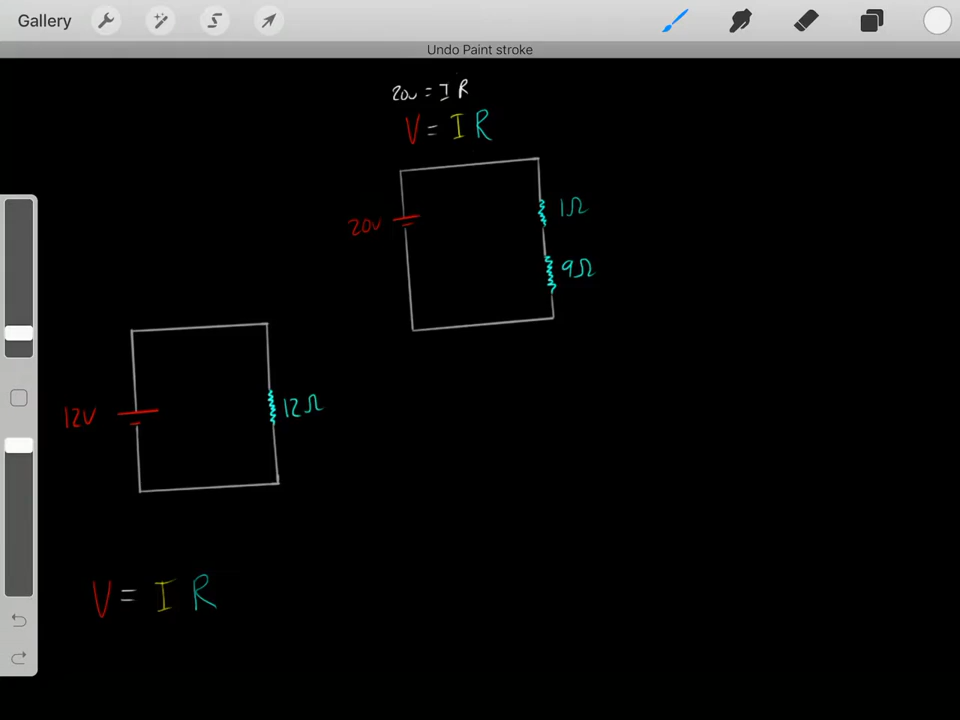 Gallery
Undo Paint stroke
20v = I R
V = I R
20v
1Ω
9Ω
12V
12Ω
V = I R